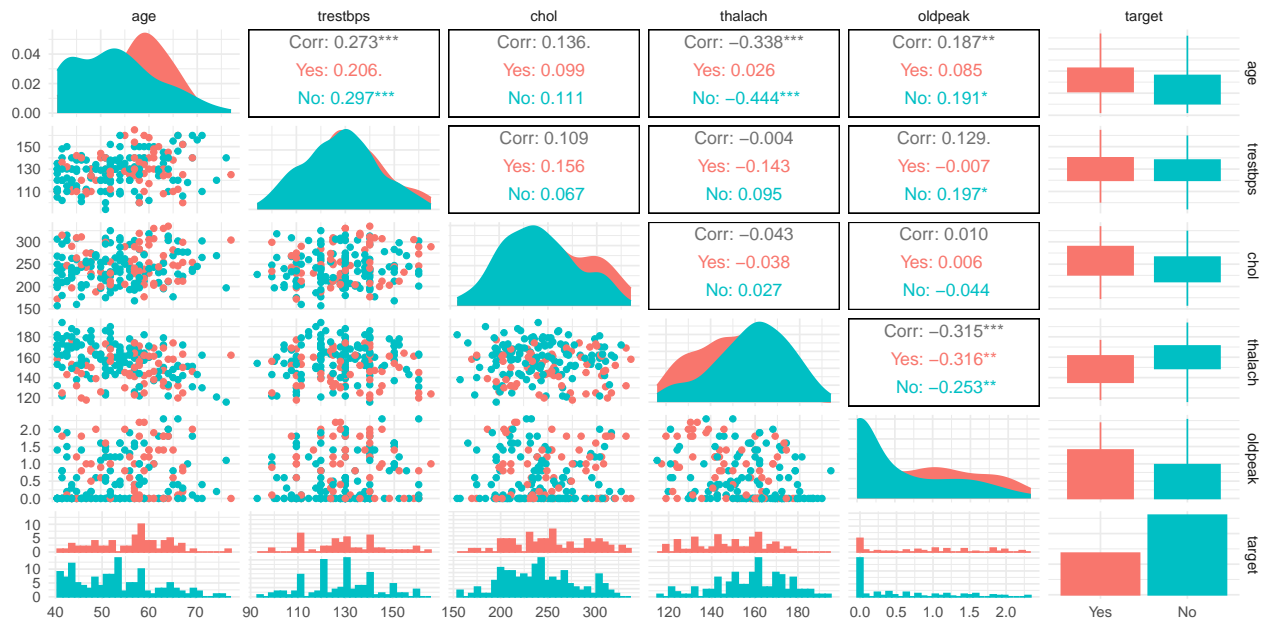 age trestbps chol thalach oldpeak target
0.04
0.02
0.00
Corr: 0.273***
Yes: 0.206.
No: 0.297***
Corr: 0.136.
Yes: 0.099
No: 0.111
Corr: −0.338***
Yes: 0.026
No: −0.444***
Corr: 0.187**
Yes: 0.085
No: 0.191*
age
150
130
110
Corr: 0.109
Yes: 0.156
No: 0.067
Corr: −0.004
Yes: −0.143
No: 0.095
Corr: 0.129.
Yes: −0.007
No: 0.197*
trestbps
300
250
200
150
Corr: −0.043
Yes: −0.038
No: 0.027
Corr: 0.010
Yes: 0.006
No: −0.044
chol
180
160
140
120
Corr: −0.315***
Yes: −0.316**
No: −0.253**
thalach
2.0
1.5
1.0
0.5
0.0
oldpeak
10
5
0
10
5
0
target
40 50 60 70
90 110 130 150
150 200 250 300
120 140 160 180
0.0 0.5 1.0 1.5 2.0
Yes No